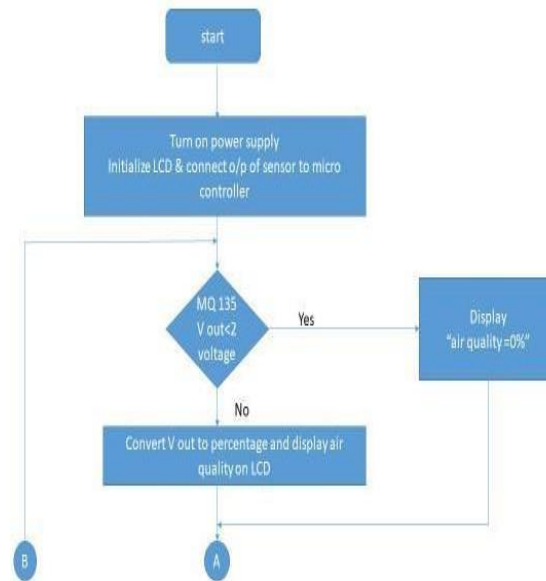 start
Turn on power supply
Initialize LCD & connect o/p of sensor to micro
controller
MQ 135
V out<2
voltage
Yes
Display
"air quality =0%"
No
Convert V out to percentage and display air
quality on LCD
B
A